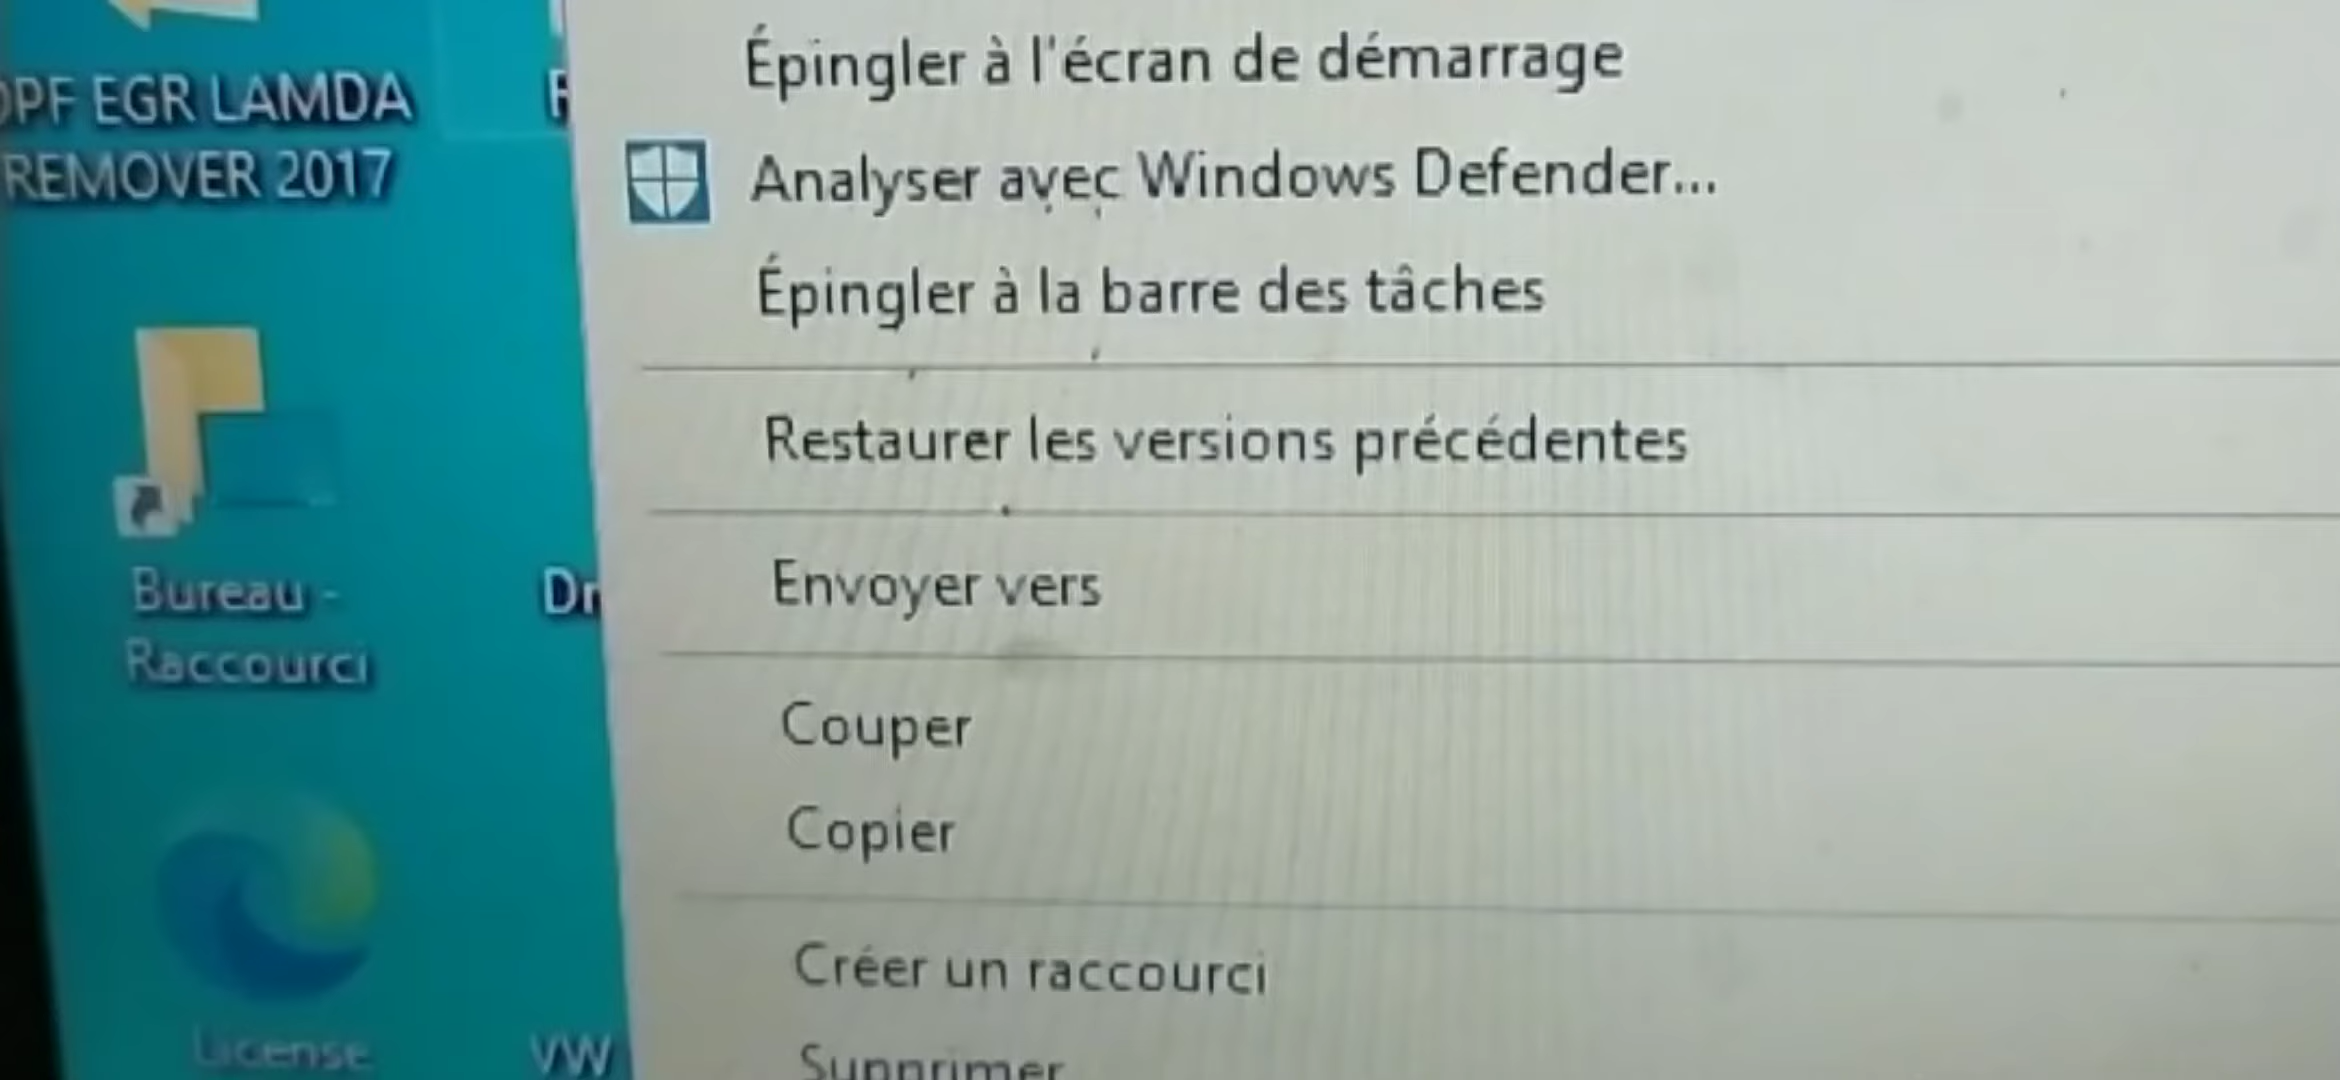 EGR LAMDA
REMOVER 2017
Bureau -
Raccourci
License
VW
Épingler à l'écran de démarrage
Analyser avec Windows Defender...
Épingler à la barre des tâches
Restaurer les versions précédentes
Envoyer vers
Couper
Copier
Créer un raccourci
Supprimer